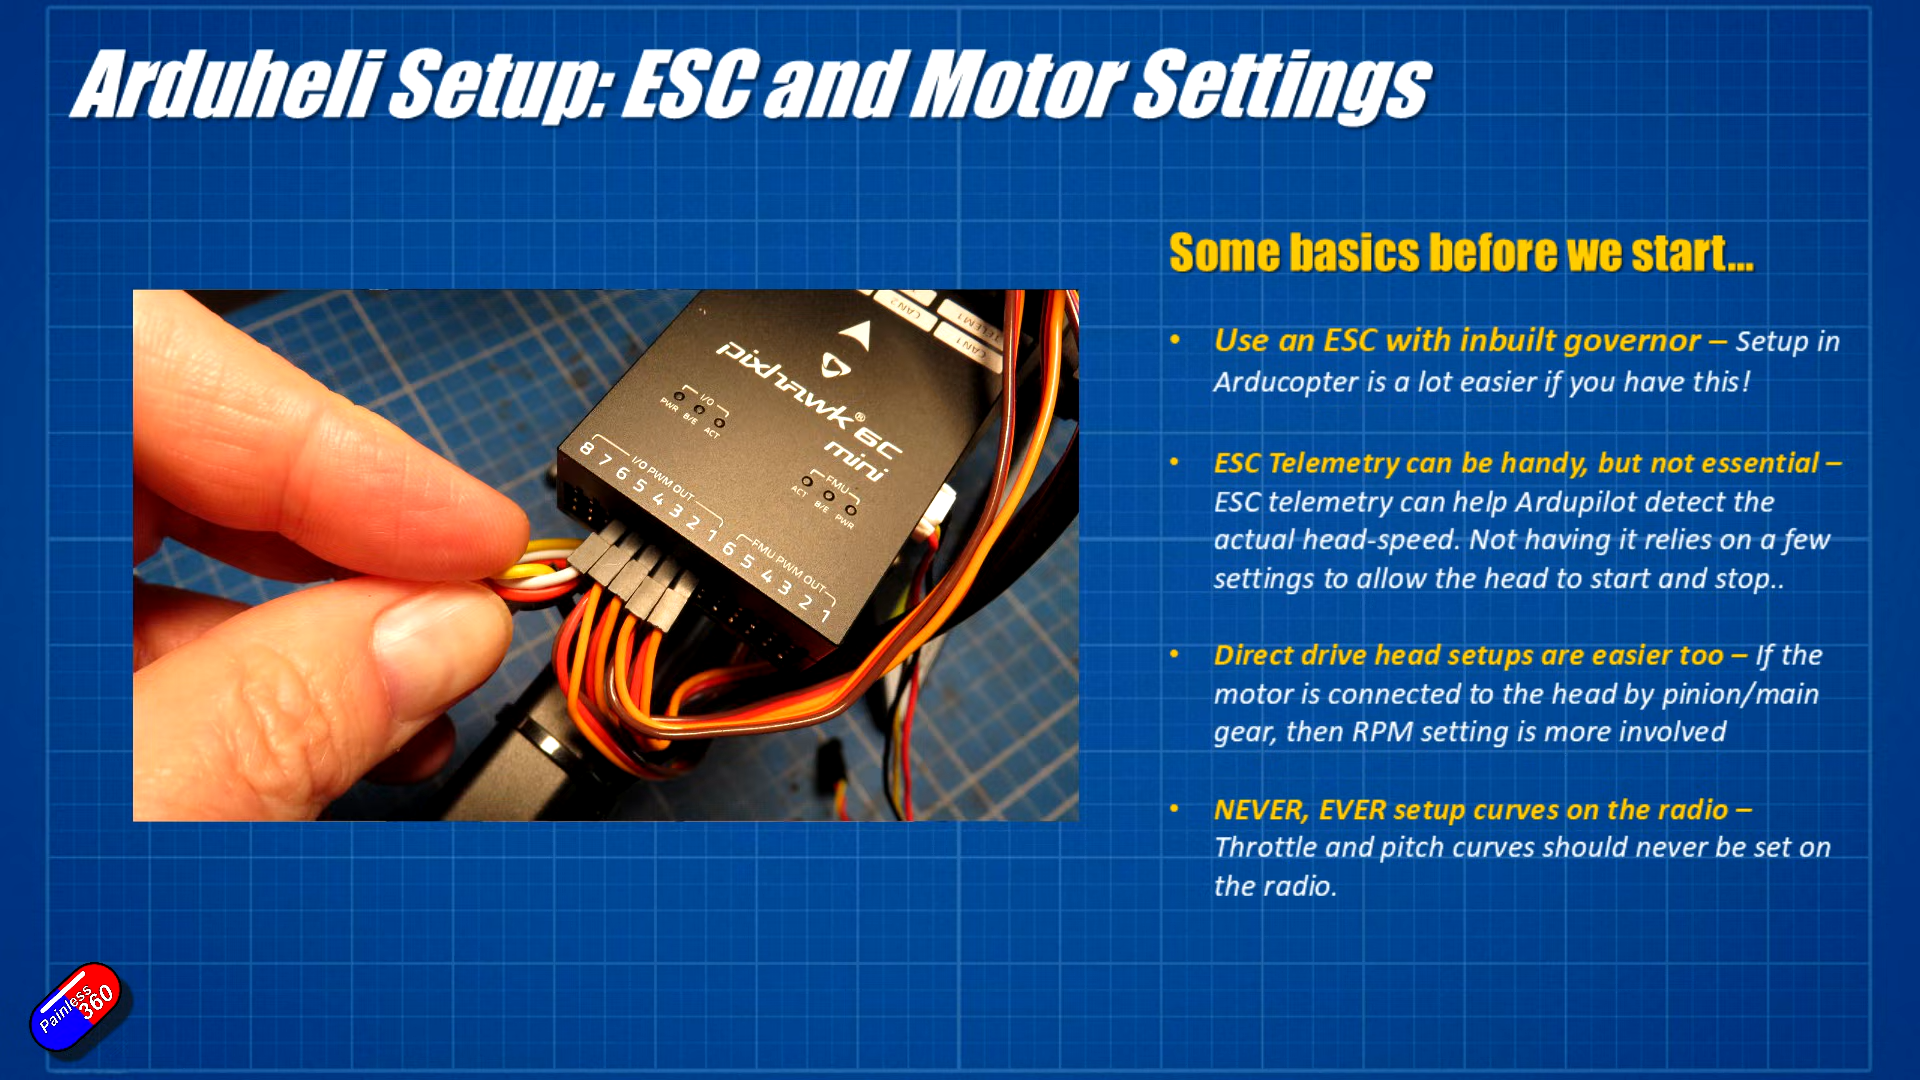 Arduheli Setup: ESC and Motor Settings
Some basics before we start...
• Use an ESC with inbuilt governor – Setup in
Arducopter is a lot easier if you have this!
• ESC Telemetry can be handy, but not essential –
ESC telemetry can help Ardupilot detect the
actual head-speed. Not having it relies on a few
settings to allow the head to start and stop..
• Direct drive head setups are easier too – If the
motor is connected to the head by pinion/main
gear, then RPM setting is more involved
• NEVER, EVER setup curves on the radio –
Throttle and pitch curves should never be set on
the radio.
CAN 2
TELEM1
CAN 1
pixhawk® 6C
mini
I/O
PWR B/E ACT
FMU
ACT B/E PWR
I/O PWM OUT
8 7 6 5 4 3 2 1
FMU PWM OUT
6 5 4 3 2 1
Painless
360